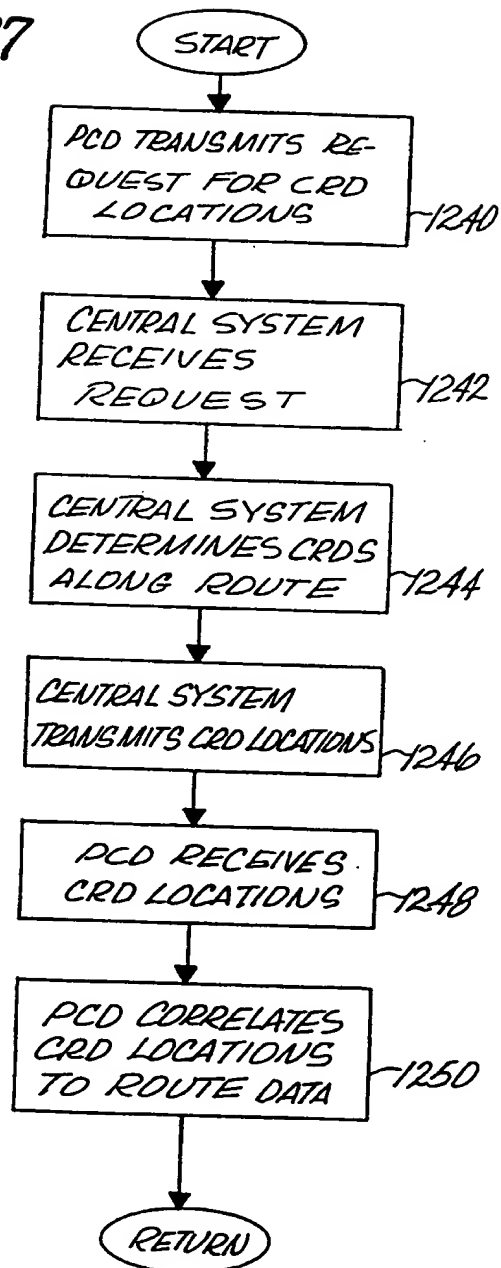 7
START
PCD TRANSMITS RE-
QUEST FOR CRD
LOCATIONS
1240
CENTRAL SYSTEM
RECEIVES
REQUEST
1242
CENTRAL SYSTEM
DETERMINES CRDS
ALONG ROUTE
1244
CENTRAL SYSTEM
TRANSMITS CRD LOCATIONS
1246
PCD RECEIVES
CRD LOCATIONS
1248
PCD CORRELATES
CRD LOCATIONS
TO ROUTE DATA
1250
RETURN